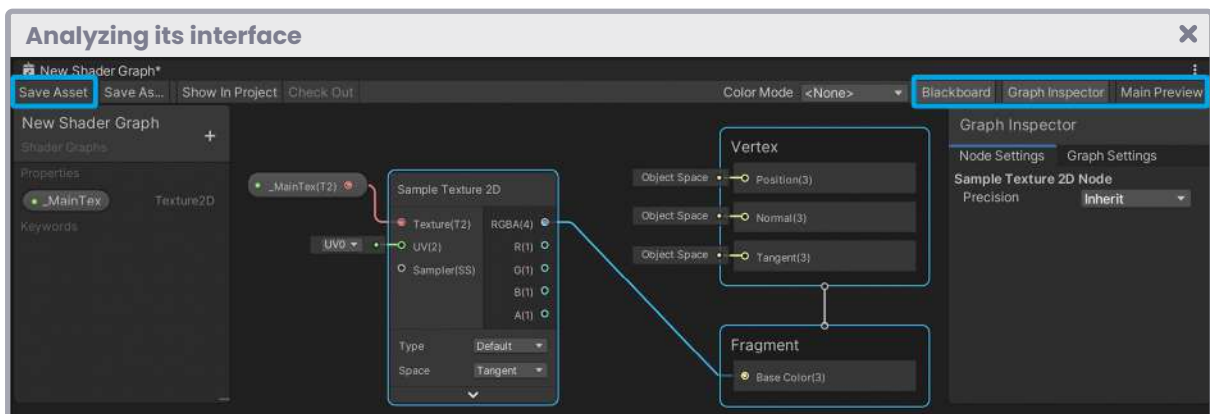 Analyzing its interface
New Shader Graph*
Save Asset Save As... Show In Project Check Out Color Mode <None> Blackboard Graph Inspector Main Preview
New Shader Graph +
Shader Graphs
Properties
_MainTex Texture2D
Keywords
_MainTex(T2)
UV0
Sample Texture 2D
Texture(T2) RGBA(4)
UV(2) R(1)
Sampler(SS) G(1)
B(1)
A(1)
Type Default
Space Tangent
Vertex
Object Space Position(3)
Object Space Normal(3)
Object Space Tangent(3)
Fragment
Base Color(3)
Graph Inspector
Node Settings Graph Settings
Sample Texture 2D Node
Precision Inherit